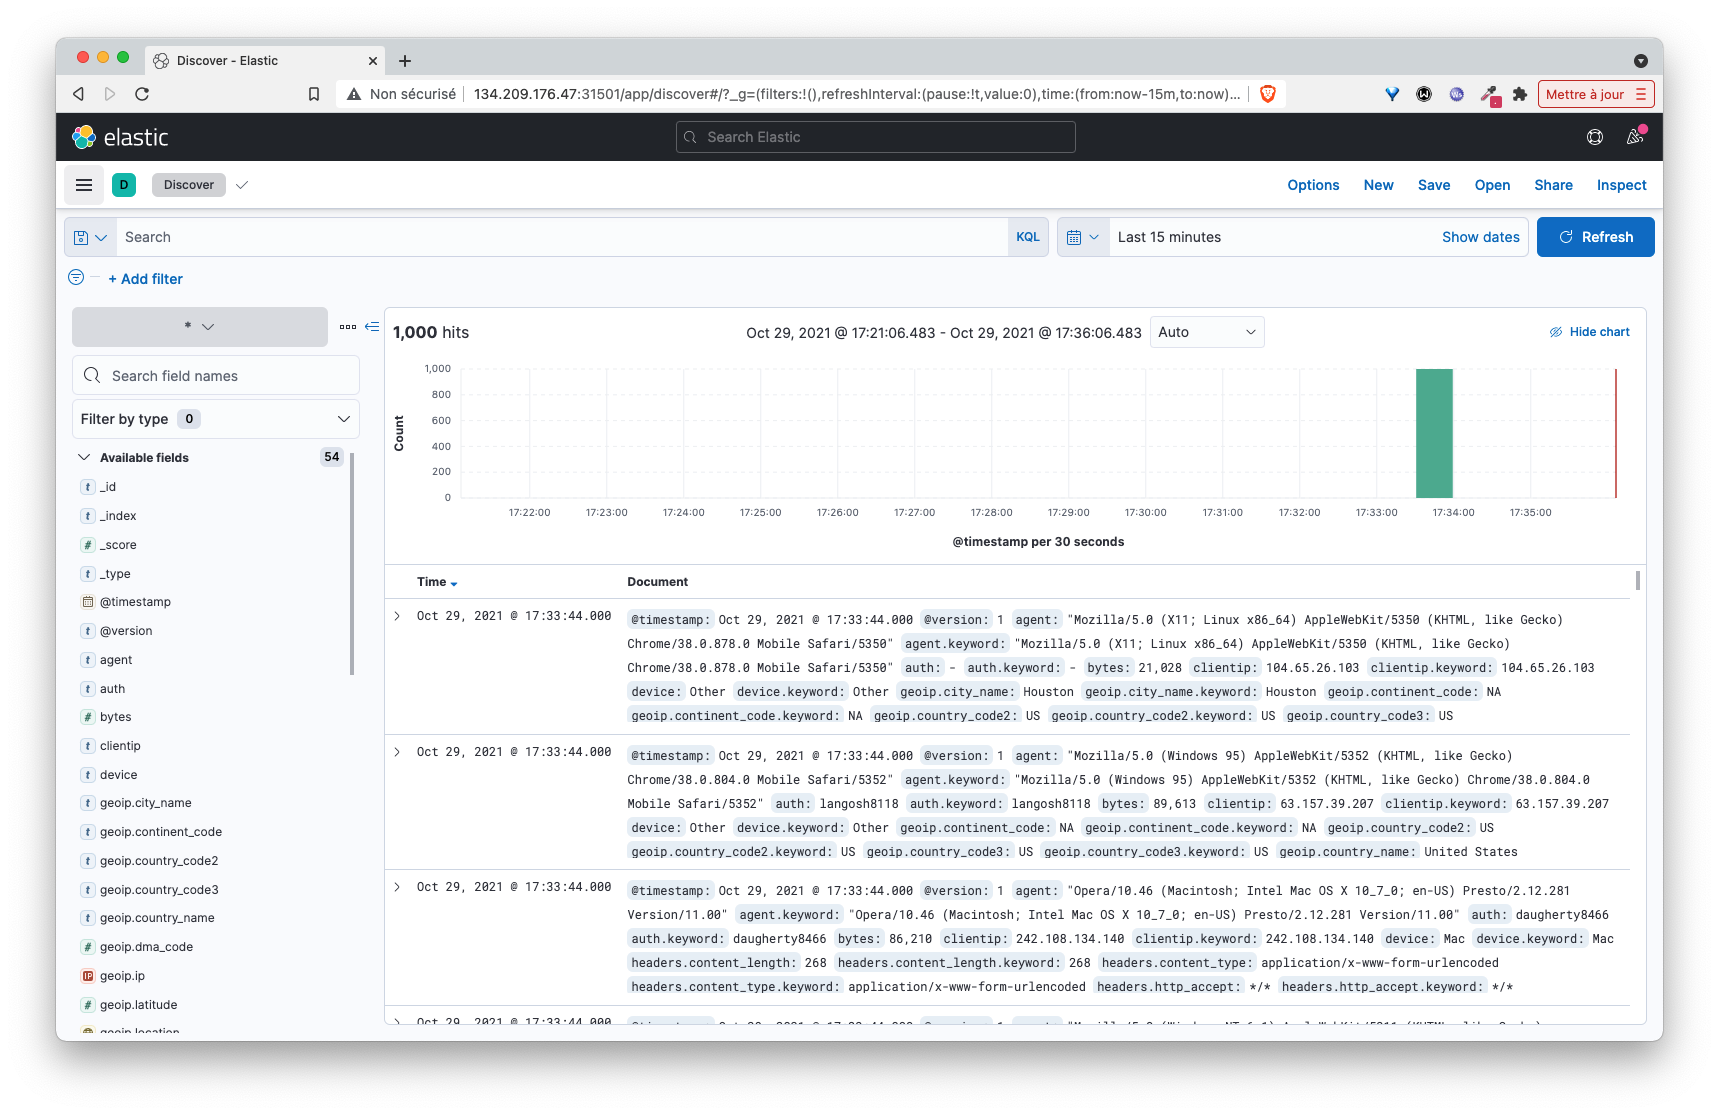 Discover - Elastic
Non sécurisé 134.209.176.47:31501/app/discover#/?_g=(filters:!(),refreshInterval:(pause:!t,value:0),time:(from:now-15m,to:now)...
Mettre à jour
elastic
Search Elastic
D Discover
Options New Save Open Share Inspect
Search KQL
Last 15 minutes Show dates Refresh
+ Add filter
*
Search field names
Filter by type 0
Available fields 54
t _id
t _index
# _score
t _type
@timestamp
t @version
t agent
t auth
# bytes
t clientip
t device
t geoip.city_name
t geoip.continent_code
t geoip.country_code2
t geoip.country_code3
t geoip.country_name
# geoip.dma_code
IP geoip.ip
# geoip.latitude
geoip.location
1,000 hits
Oct 29, 2021 @ 17:21:06.483 - Oct 29, 2021 @ 17:36:06.483 Auto
Hide chart
Count
1,000
800
600
400
200
0
17:22:00 17:23:00 17:24:00 17:25:00 17:26:00 17:27:00 17:28:00 17:29:00 17:30:00 17:31:00 17:32:00 17:33:00 17:34:00 17:35:00
@timestamp per 30 seconds
Time Document
Oct 29, 2021 @ 17:33:44.000 @timestamp: Oct 29, 2021 @ 17:33:44.000 @version: 1 agent: "Mozilla/5.0 (X11; Linux x86_64) AppleWebKit/5350 (KHTML, like Gecko)
Chrome/38.0.878.0 Mobile Safari/5350" agent.keyword: "Mozilla/5.0 (X11; Linux x86_64) AppleWebKit/5350 (KHTML, like Gecko)
Chrome/38.0.878.0 Mobile Safari/5350" auth: - auth.keyword: - bytes: 21,028 clientip: 104.65.26.103 clientip.keyword: 104.65.26.103
device: Other device.keyword: Other geoip.city_name: Houston geoip.city_name.keyword: Houston geoip.continent_code: NA
geoip.continent_code.keyword: NA geoip.country_code2: US geoip.country_code2.keyword: US geoip.country_code3: US
Oct 29, 2021 @ 17:33:44.000 @timestamp: Oct 29, 2021 @ 17:33:44.000 @version: 1 agent: "Mozilla/5.0 (Windows 95) AppleWebKit/5352 (KHTML, like Gecko)
Chrome/38.0.804.0 Mobile Safari/5352" agent.keyword: "Mozilla/5.0 (Windows 95) AppleWebKit/5352 (KHTML, like Gecko) Chrome/38.0.804.0
Mobile Safari/5352" auth: langosh8118 auth.keyword: langosh8118 bytes: 89,613 clientip: 63.157.39.207 clientip.keyword: 63.157.39.207
device: Other device.keyword: Other geoip.continent_code: NA geoip.continent_code.keyword: NA geoip.country_code2: US
geoip.country_code2.keyword: US geoip.country_code3: US geoip.country_code3.keyword: US geoip.country_name: United States
Oct 29, 2021 @ 17:33:44.000 @timestamp: Oct 29, 2021 @ 17:33:44.000 @version: 1 agent: "Opera/10.46 (Macintosh; Intel Mac OS X 10_7_0; en-US) Presto/2.12.281
Version/11.00" agent.keyword: "Opera/10.46 (Macintosh; Intel Mac OS X 10_7_0; en-US) Presto/2.12.281 Version/11.00" auth: daugherty8466
auth.keyword: daugherty8466 bytes: 86,210 clientip: 242.108.134.140 clientip.keyword: 242.108.134.140 device: Mac device.keyword: Mac
headers.content_length: 268 headers.content_length.keyword: 268 headers.content_type: application/x-www-form-urlencoded
headers.content_type.keyword: application/x-www-form-urlencoded headers.http_accept: */* headers.http_accept.keyword: */*
Oct 29, 2021 @ 17:33:44.000